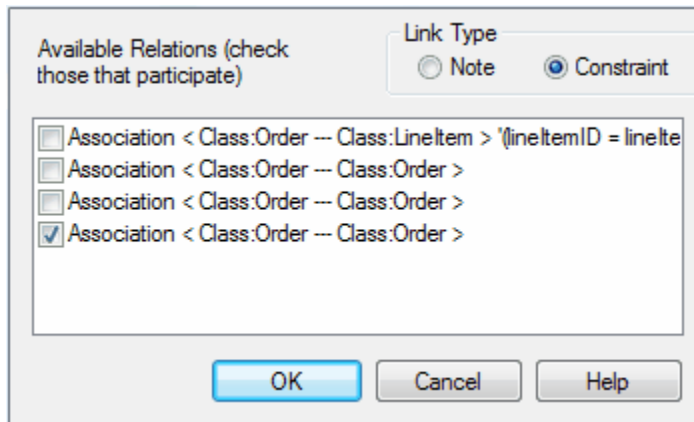 Available Relations (check
those that participate)
Link Type
Note
Constraint
Association < Class:Order --- Class:LineItem > '(lineItemID = lineIte
Association < Class:Order --- Class:Order >
Association < Class:Order --- Class:Order >
Association < Class:Order --- Class:Order >
OK
Cancel
Help